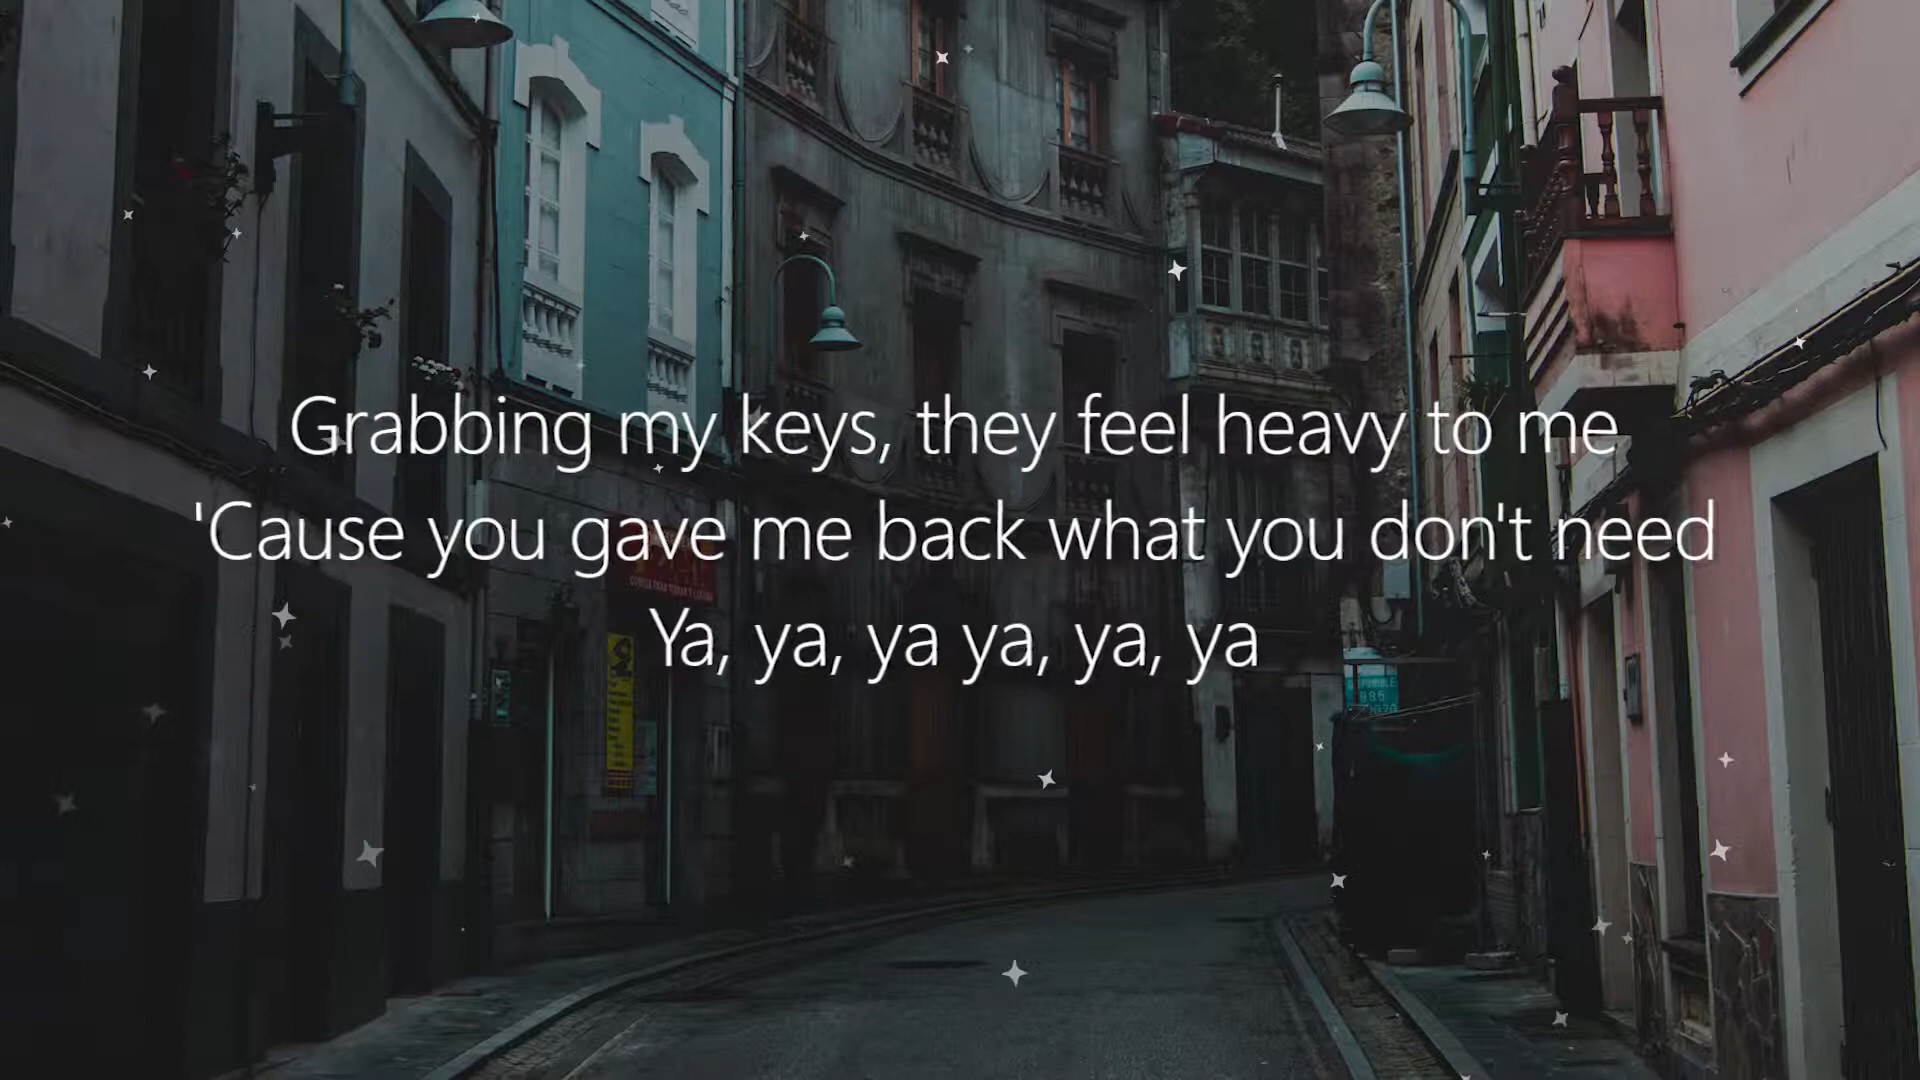 Grabbing my keys, they feel heavy to me
'Cause you gave me back what you don't need
Ya, ya, ya ya, ya, ya
985